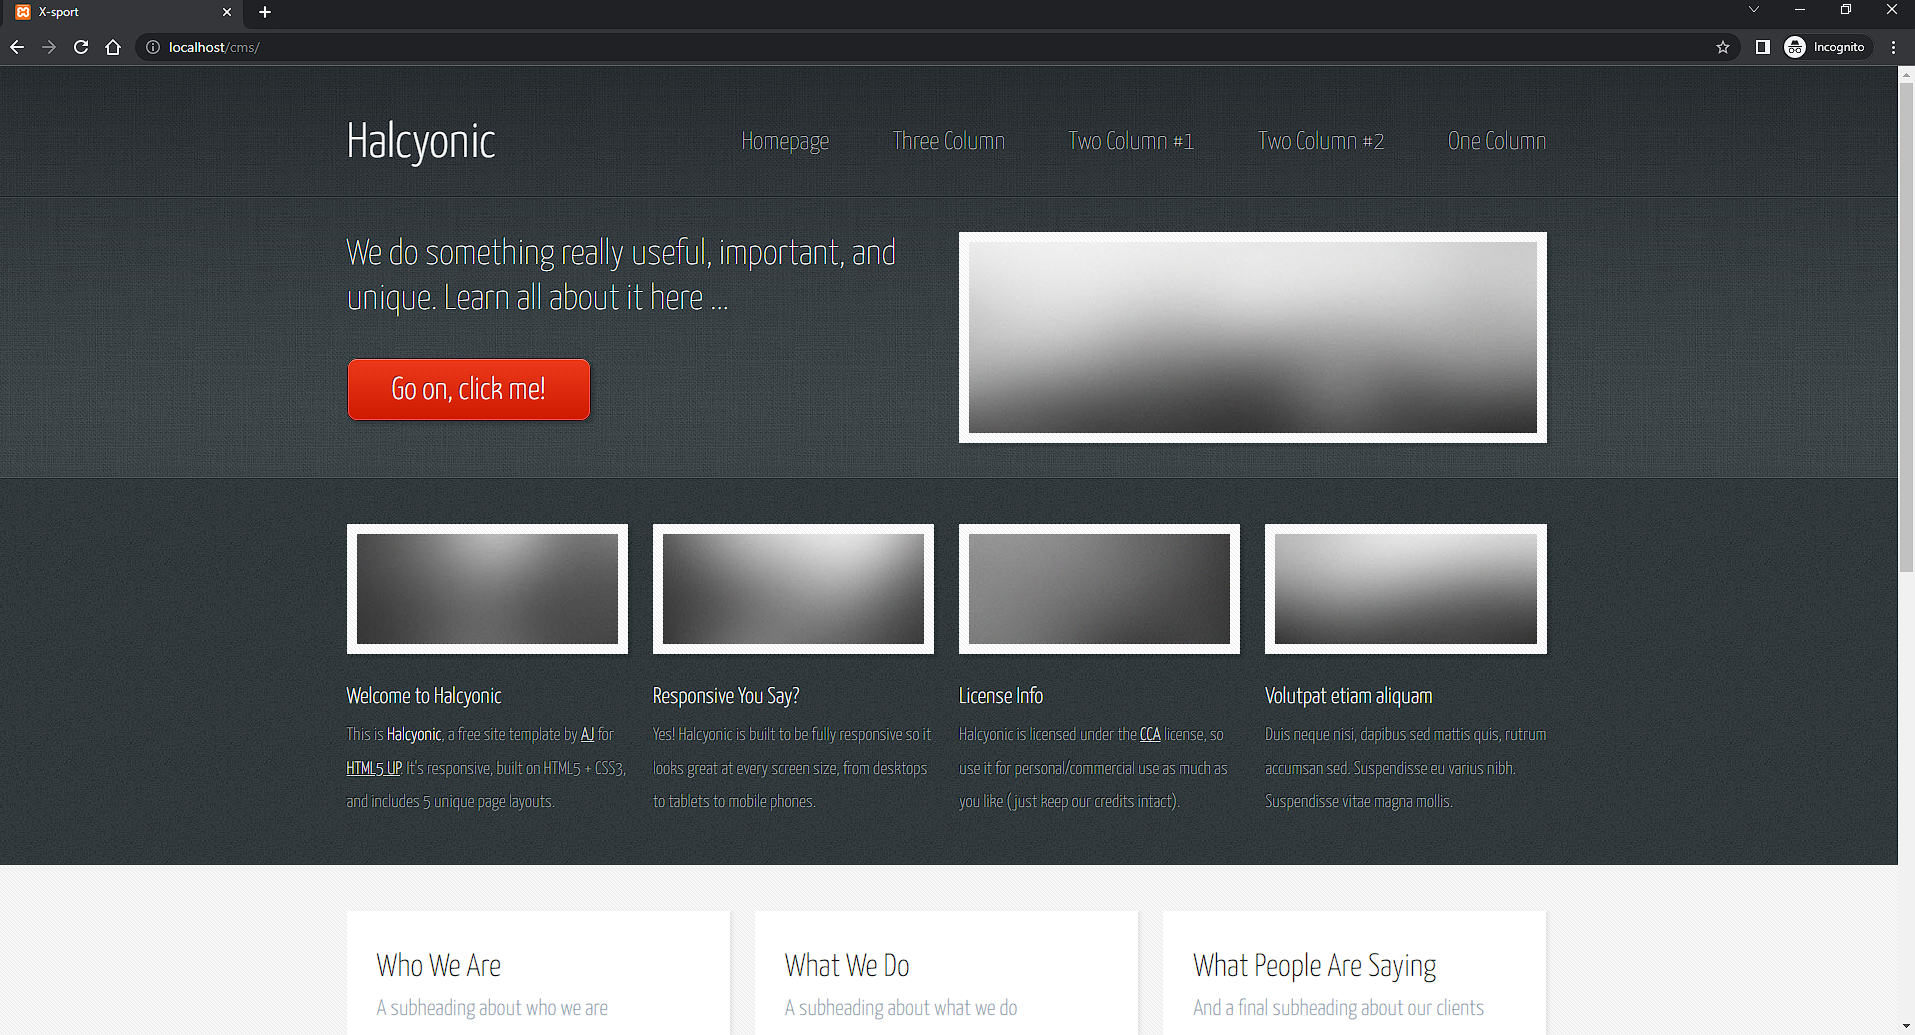 X-sport
localhost/cms/
Incognito
Halcyonic
Homepage Three Column Two Column #1 Two Column #2 One Column
We do something really useful, important, and
unique. Learn all about it here ...
Go on, click me!
Welcome to Halcyonic
This is Halcyonic, a free site template by AJ for
HTML5 UP. It's responsive, built on HTML5 + CSS3,
and includes 5 unique page layouts.
Responsive You Say?
Yes! Halcyonic is built to be fully responsive so it
looks great at every screen size, from desktops
to tablets to mobile phones.
License Info
Halcyonic is licensed under the CCA license, so
use it for personal/commercial use as much as
you like (just keep our credits intact).
Volutpat etiam aliquam
Duis neque nisi, dapibus sed mattis quis, rutrum
accumsan sed. Suspendisse eu varius nibh.
Suspendisse vitae magna mollis.
Who We Are
A subheading about who we are
What We Do
A subheading about what we do
What People Are Saying
And a final subheading about our clients